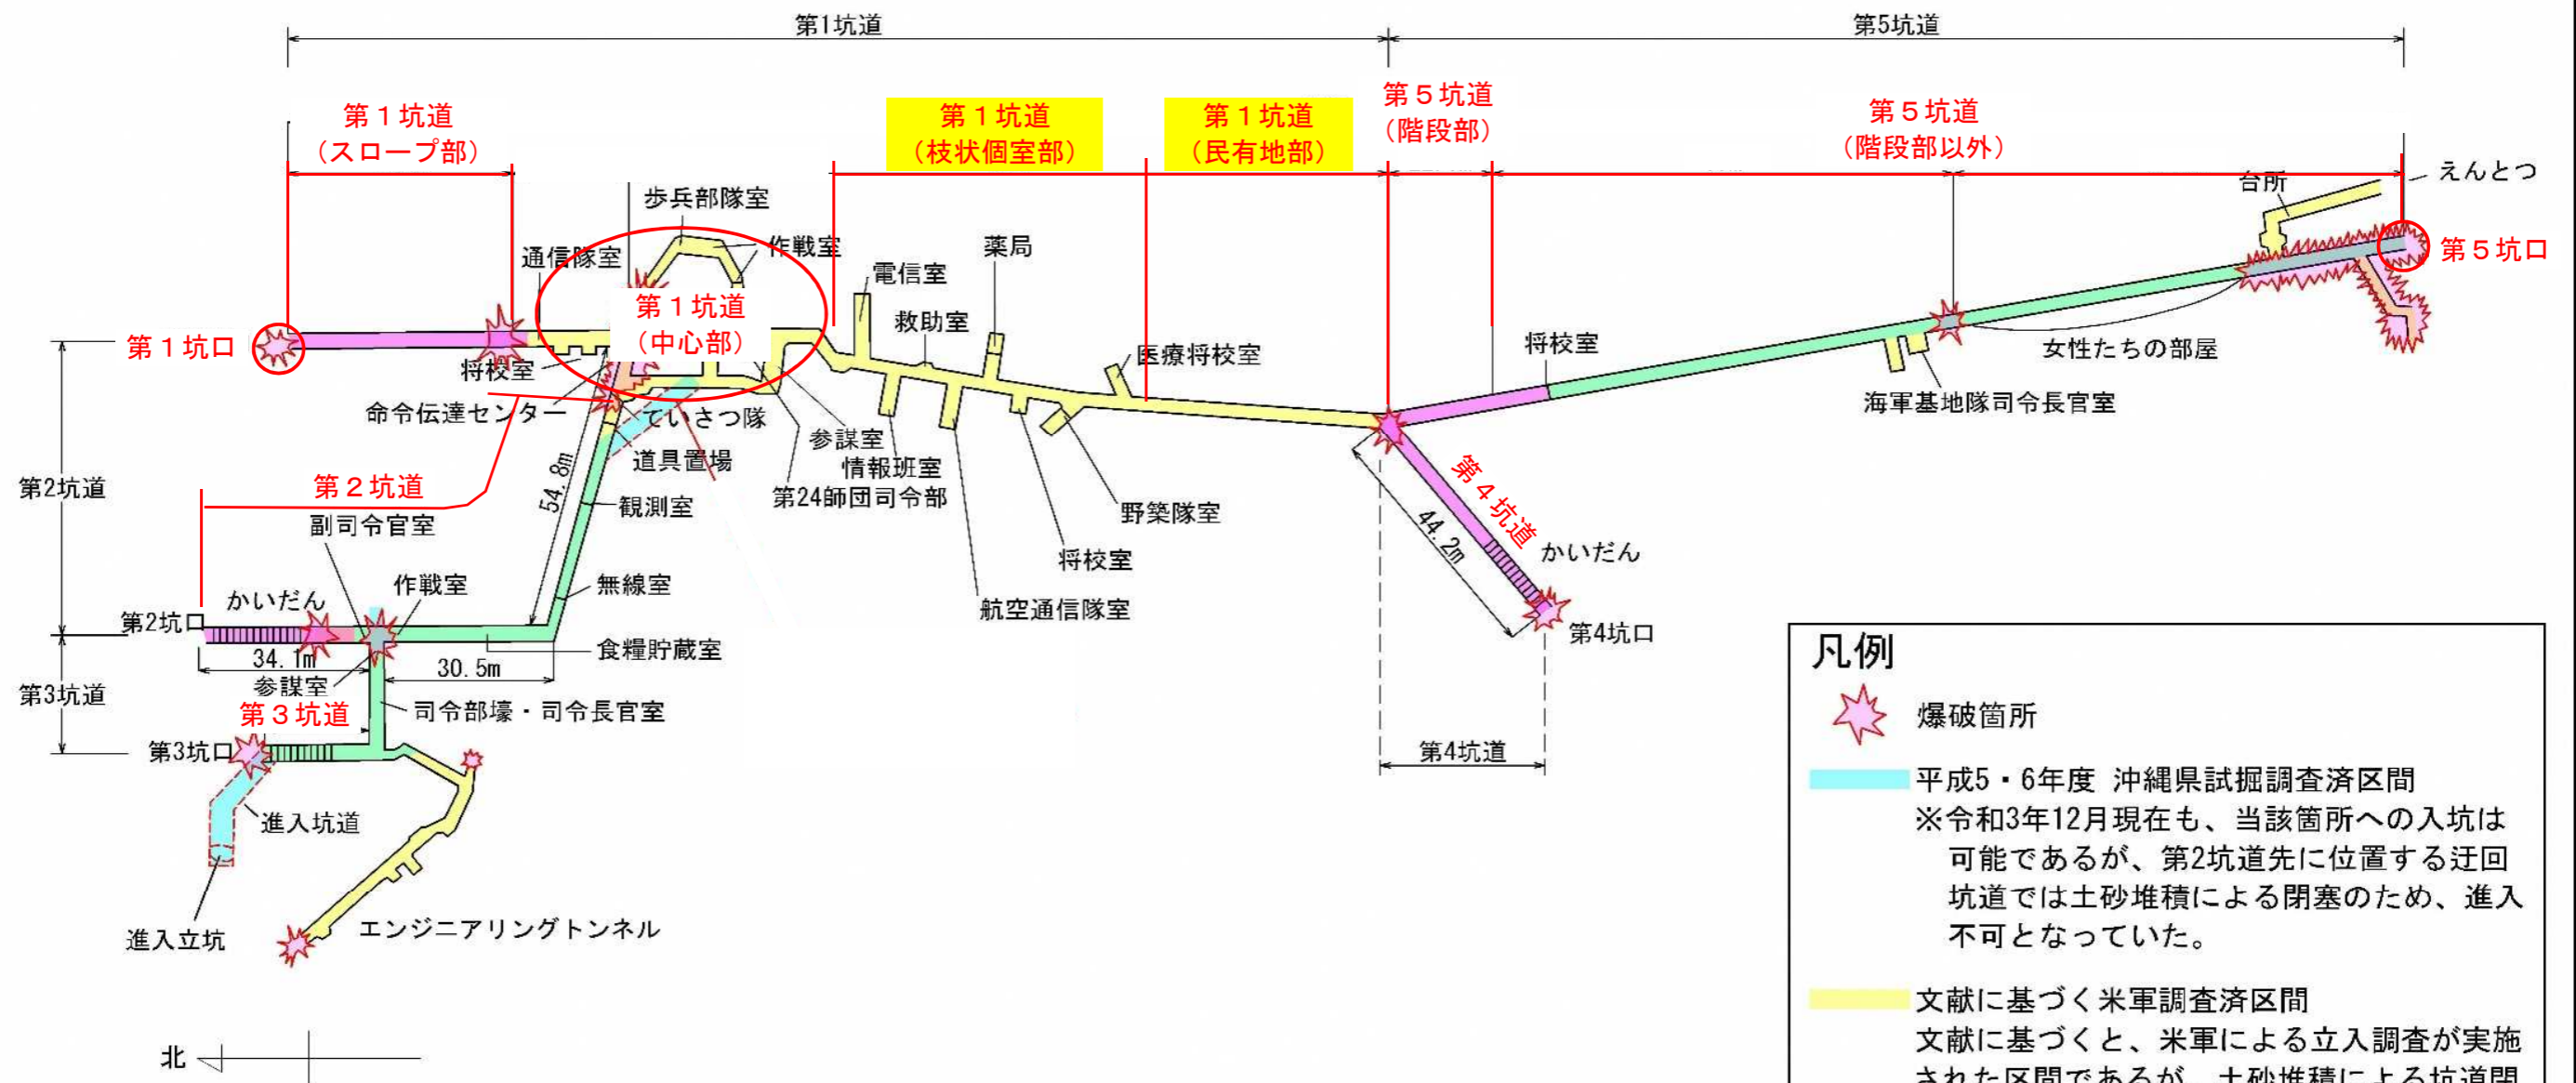 第1坑道
第5坑道
第１坑道
（スロープ部）
第１坑道
（枝状個室部）
第１坑道
（民有地部）
第５坑道
（階段部）
第５坑道
（階段部以外）
えんとつ
台所
歩兵部隊室
作戦室
通信隊室
電信室
薬局
第５坑口
第１坑道
（中心部）
救助室
第１坑口
将校室
医療将校室
将校室
女性たちの部屋
命令伝達センター
ていさつ隊
海軍基地隊司令長官室
参謀室
道具置場
情報班室
第24師団司令部
54.8m
第2坑道
第２坑道
観測室
野築隊室
第４坑道
44.2m
副司令官室
将校室
かいだん
作戦室
無線室
航空通信隊室
かいだん
第2坑口
第4坑口
食糧貯蔵室
34.1m
30.5m
参謀室
第3坑道
第３坑道
司令部壕・司令長官室
第3坑口
第4坑道
進入坑道
進入立坑
エンジニアリングトンネル
北
凡例
爆破箇所
平成5・6年度 沖縄県試掘調査済区間
※令和3年12月現在も、当該箇所への入坑は
可能であるが、第2坑道先に位置する迂回
坑道では土砂堆積による閉塞のため、進入
不可となっていた。
文献に基づく米軍調査済区間
文献に基づくと、米軍による立入調査が実施
された区間であるが、土砂堆積による坑道閉